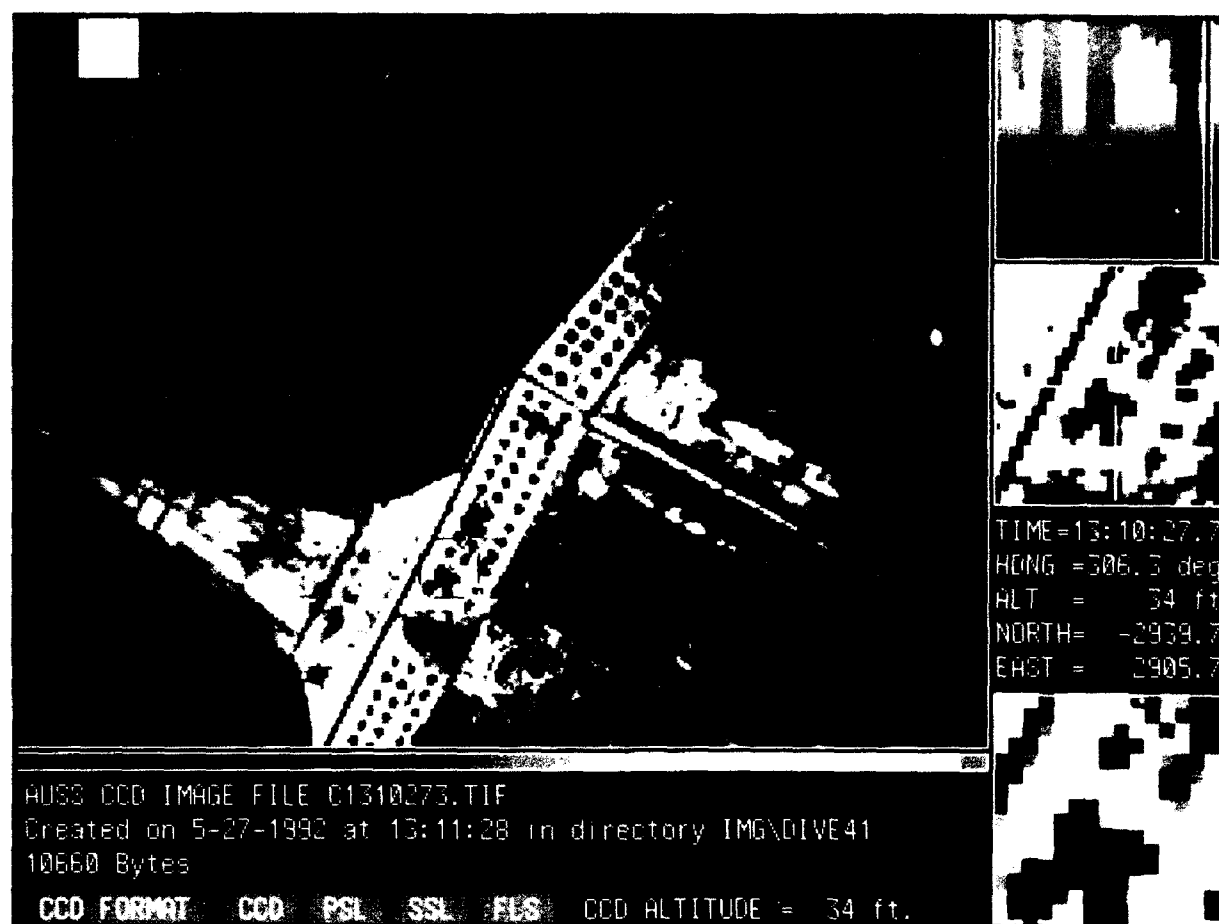 TIME=13:10:27.7
HDNG =306.3 deg
ALT = 34 ft
NORTH= -2939.7
EAST = 2905.7
AUSS CCD IMAGE FILE C1310273.TIF
Created on 5-27-1992 at 13:11:28 in directory IMG\DIVE41
10660 Bytes
CCD FORMAT CCD PSL SSL FLS CCD ALTITUDE = 34 ft.